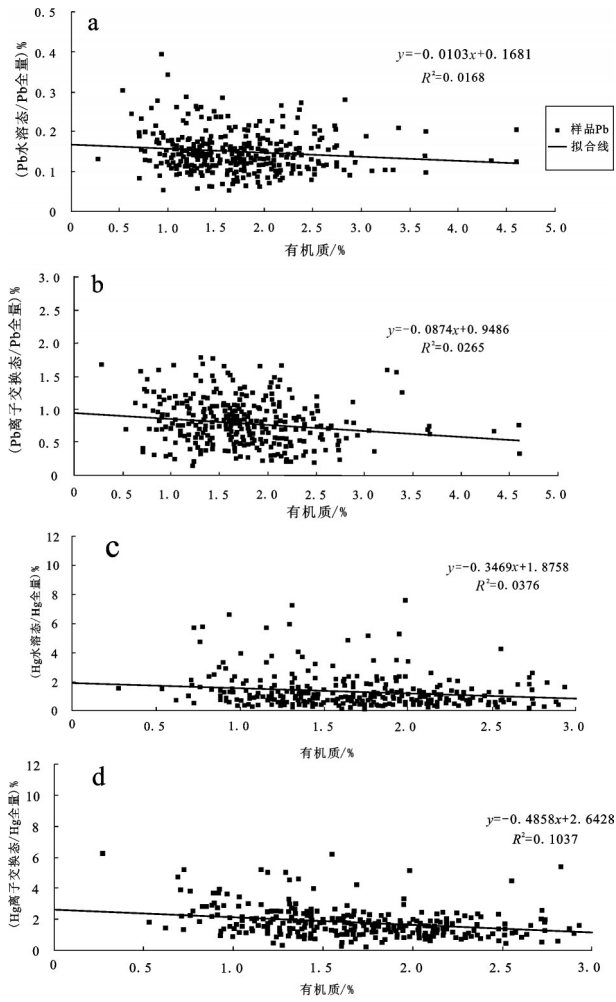 a
0.5
0.4
0.3
0.2
0.1
0
(Pb水溶态/Pb全量)%
y=-0.0103x+0.1681
R²=0.0168
样品Pb
拟合线
0 0.5 1.0 1.5 2.0 2.5 3.0 3.5 4.0 4.5 5.0
有机质/%
b
3.0
2.5
2.0
1.5
1.0
0.5
0
(Pb离子交换态/Pb全量)%
y=-0.0874x+0.9486
R²=0.0265
0 0.5 1.0 1.5 2.0 2.5 3.0 3.5 4.0 4.5 5.0
有机质/%
c
12
10
8
6
4
2
0
(Hg水溶态/Hg全量)%
y=-0.3469x+1.8758
R²=0.0376
0 0.5 1.0 1.5 2.0 2.5 3.0
有机质/%
d
12
10
8
6
4
2
0
(Hg离子交换态/Hg全量)%
y=-0.4858x+2.6428
R²=0.1037
0 0.5 1.0 1.5 2.0 2.5 3.0
有机质/%